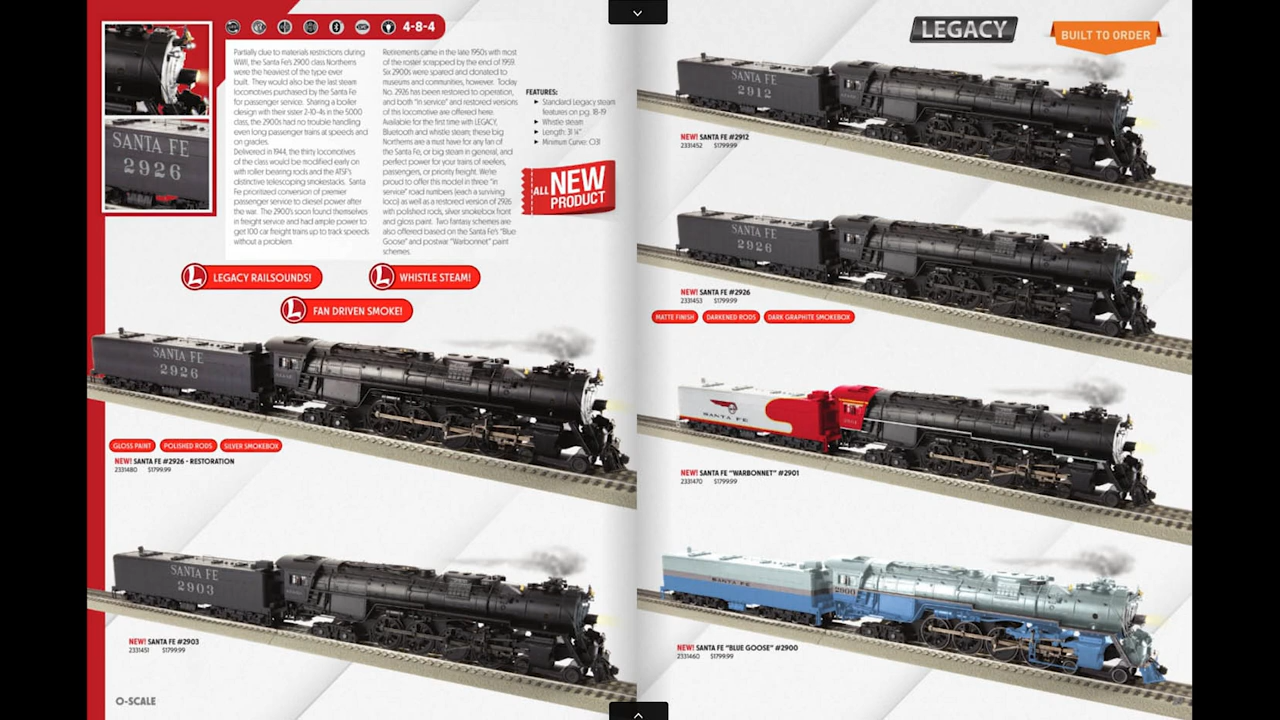 4-8-4
SANTA FE
2926
Partially due to materials restrictions during
WWII, the Santa Fe's 2900 class Northerns
were the heaviest of the type ever
built. They would also be the last steam
locomotives purchased by the Santa Fe
for passenger service. Sharing a boiler
design with their sister 2-10-4s in the 5000
class, the 2900s had no trouble handling
even long passenger trains at speeds and
on grades.
Delivered in 1944, the thirty locomotives
of the class would be modified early on
with roller bearing rods and the ATSF's
distinctive telescoping smokestacks. Santa
Fe prioritized conversion of premier
passenger service to diesel power after
the war. The 2900's soon found themselves
in freight service and had ample power to
get 100 car freight trains up to track speeds
without a problem.
Retirements came in the late 1950s with most
of the roster scrapped by the end of 1959.
Six 2900s were spared and donated to
museums and communities, however. Today
No. 2926 has been restored to operation,
and both "in service" and restored versions
of this locomotive are offered here.
Available for the first time with LEGACY,
Bluetooth and whistle steam; these big
Northerns are a must have for any fan of
the Santa Fe, or big steam in general, and
perfect power for your trains of reefers,
passengers, or priority freight. We're
proud to offer this model in three "in
service" road numbers (each a surviving
loco) as well as a restored version of 2926
with polished rods, silver smokebox front
and gloss paint. Two fantasy schemes are
also offered based on the Santa Fe's "Blue
Goose" and postwar "Warbonnet" paint
schemes.
FEATURES:
Standard Legacy steam
features on pg. 18-19
Whistle steam
Length: 31 ¼"
Minimum Curve: O31
ALL NEW
PRODUCT
LEGACY RAILSOUNDS!
WHISTLE STEAM!
FAN DRIVEN SMOKE!
SANTA FE
2926
GLOSS PAINT
POLISHED RODS
SILVER SMOKEBOX
NEW! SANTA FE #2926 - RESTORATION
2331480 $1799.99
SANTA FE
2903
NEW! SANTA FE #2903
2331451 $1799.99
O-SCALE
LEGACY
BUILT TO ORDER
SANTA FE
2912
NEW! SANTA FE #2912
2331452 $1799.99
SANTA FE
2926
NEW! SANTA FE #2926
2331453 $1799.99
MATTE FINISH
DARKENED RODS
DARK GRAPHITE SMOKEBOX
SANTA FE
NEW! SANTA FE "WARBONNET" #2901
2331470 $1799.99
SANTA FE
2900
NEW! SANTA FE "BLUE GOOSE" #2900
2331460 $1799.99